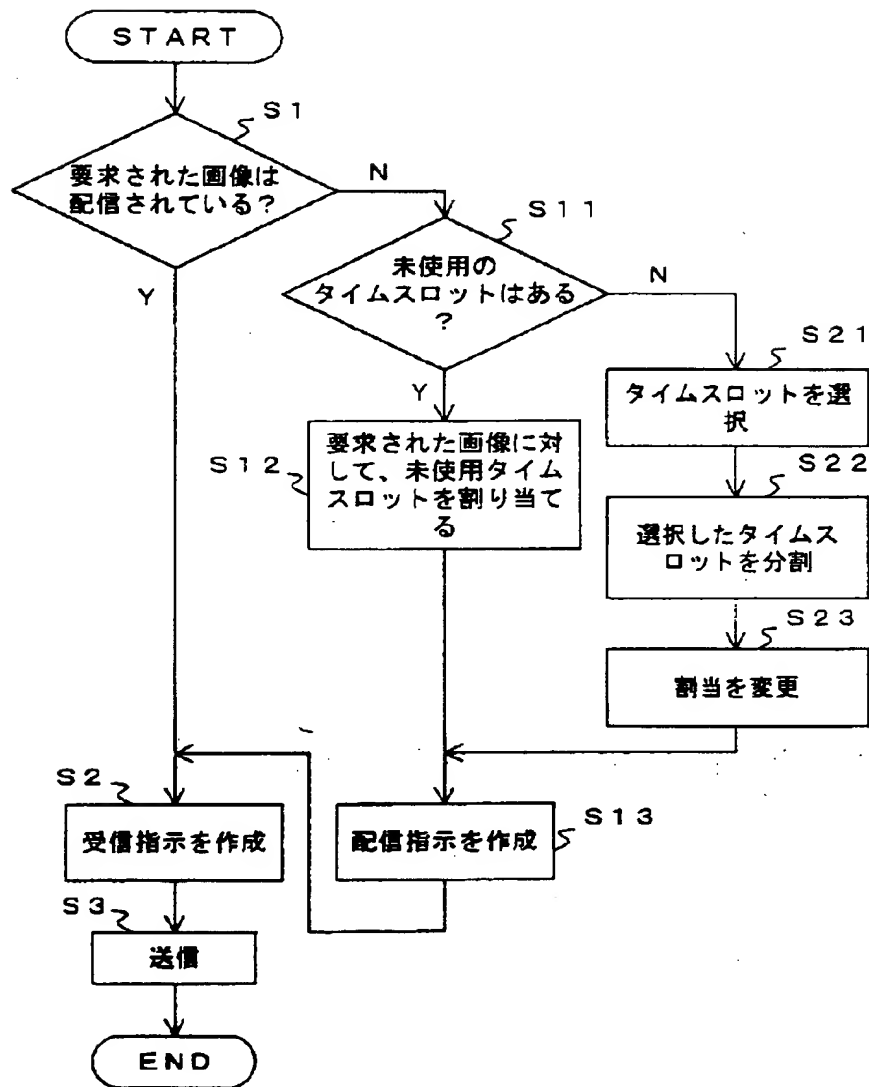 START
S1
要求された画像は
配信されている？
N
S11
Y
未使用の
タイムスロットはある
？
N
S21
タイムスロットを選
択
Y
S12
要求された画像に対
して、未使用タイム
スロットを割り当て
る
S22
選択したタイムス
ロットを分割
S23
割当を変更
S2
受信指示を作成
S13
配信指示を作成
S3
送信
END